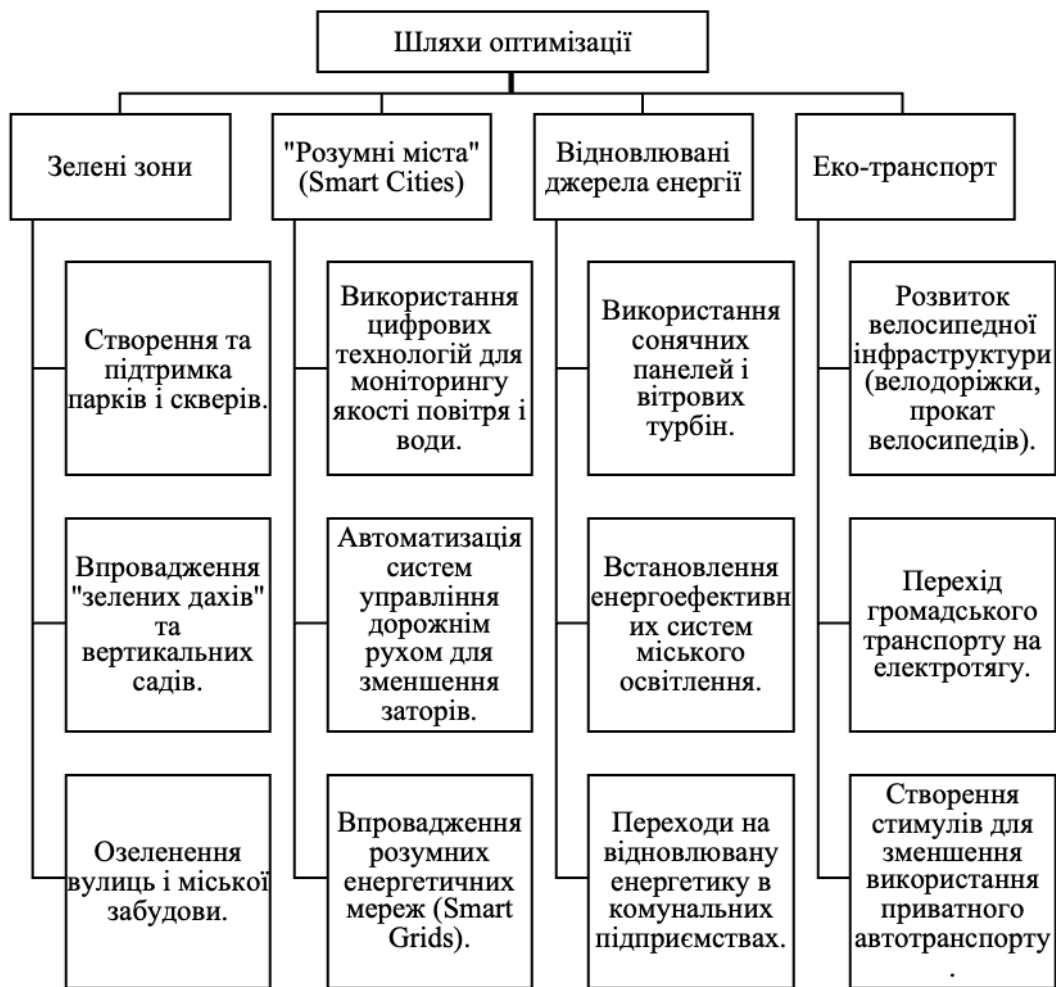 Шляхи оптимізації
Зелені зони
"Розумні міста"
(Smart Cities)
Відновлювані
джерела енергії
Еко-транспорт
Створення та
підтримка
парків і скверів.
Використання
цифрових
технологій для
моніторингу
якості повітря і
води.
Використання
сонячних
панелей і
вітрових
турбін.
Розвиток
велосипедної
інфраструктури
(велодоріжки,
прокат
велосипедів).
Впровадження
"зелених дахів"
та
вертикальних
садів.
Автоматизація
систем
управління
дорожнім
рухом для
зменшення
заторів.
Встановлення
енергоефективн
их систем
міського
освітлення.
Перехід
громадського
транспорту на
електротягу.
Озеленення
вулиць і міської
забудови.
Впровадження
розумних
енергетичних
мереж (Smart
Grids).
Переходи на
відновлювану
енергетику в
комунальних
підприємствах.
Створення
стимулів для
зменшення
використання
приватного
автотранспорту
.